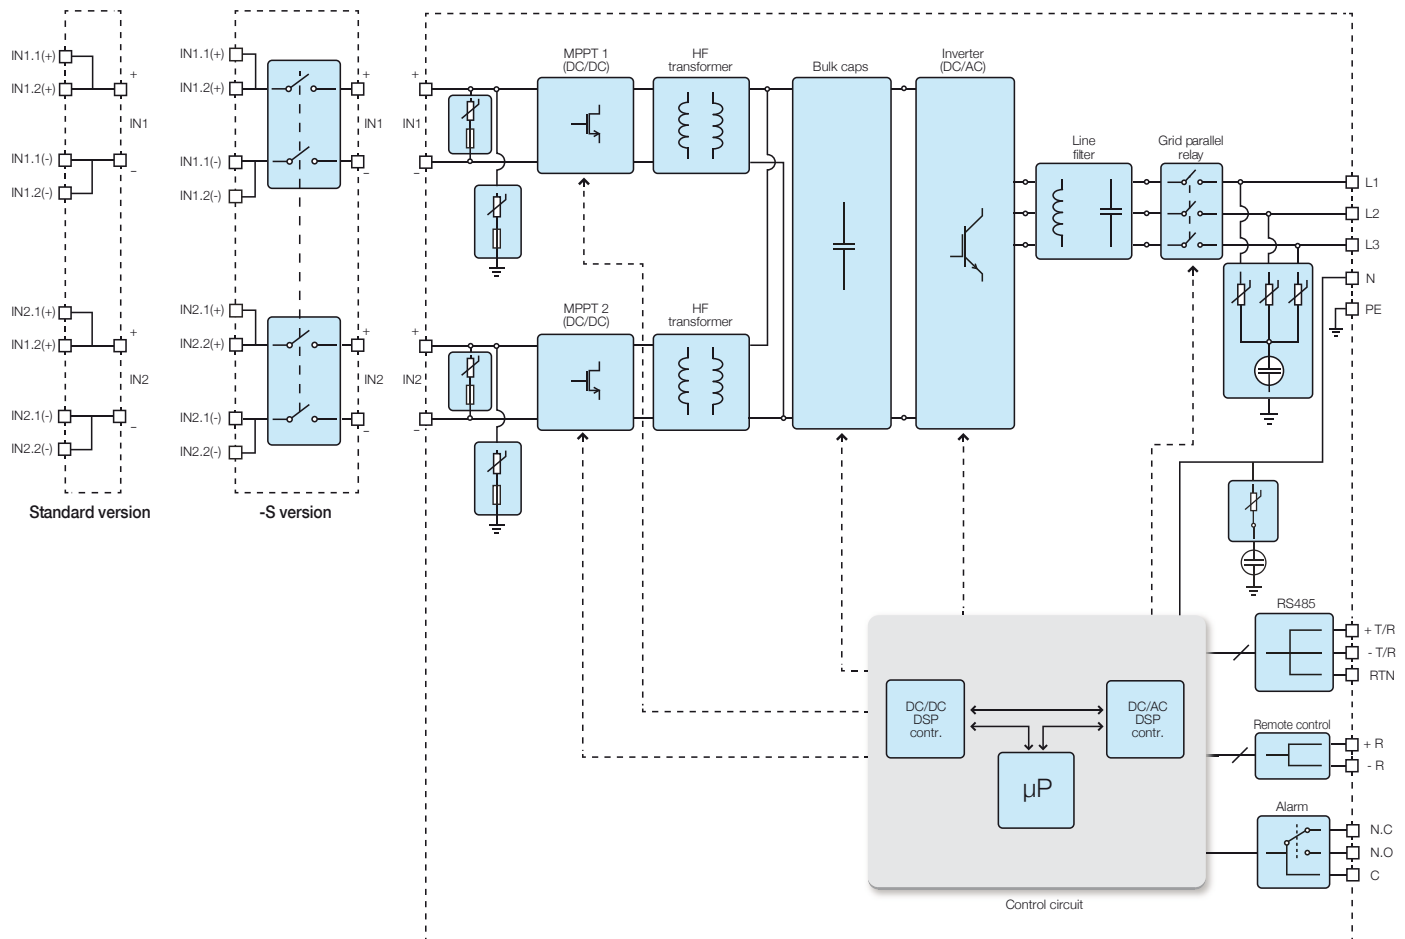 IN1.1(+)
IN1.2(+)
+
IN1
IN1.1(-)
IN1.2(-)
-
IN2.1(+)
IN1.2(+)
+
IN2
IN2.1(-)
IN2.2(-)
-
Standard version
IN1.1(+)
IN1.2(+)
+
IN1
IN1.1(-)
IN1.2(-)
-
IN2.1(+)
IN2.2(+)
+
IN2
IN2.1(-)
IN2.2(-)
-
-S version
+
IN1
-
+
IN2
-
MPPT 1
(DC/DC)
HF
transformer
MPPT 2
(DC/DC)
HF
transformer
Bulk caps
Inverter
(DC/AC)
Line
filter
Grid parallel
relay
L1
L2
L3
N
PE
RS485
+ T/R
- T/R
RTN
Remote control
+ R
- R
Alarm
N.C
N.O
C
DC/DC
DSP
contr.
DC/AC
DSP
contr.
µP
Control circuit